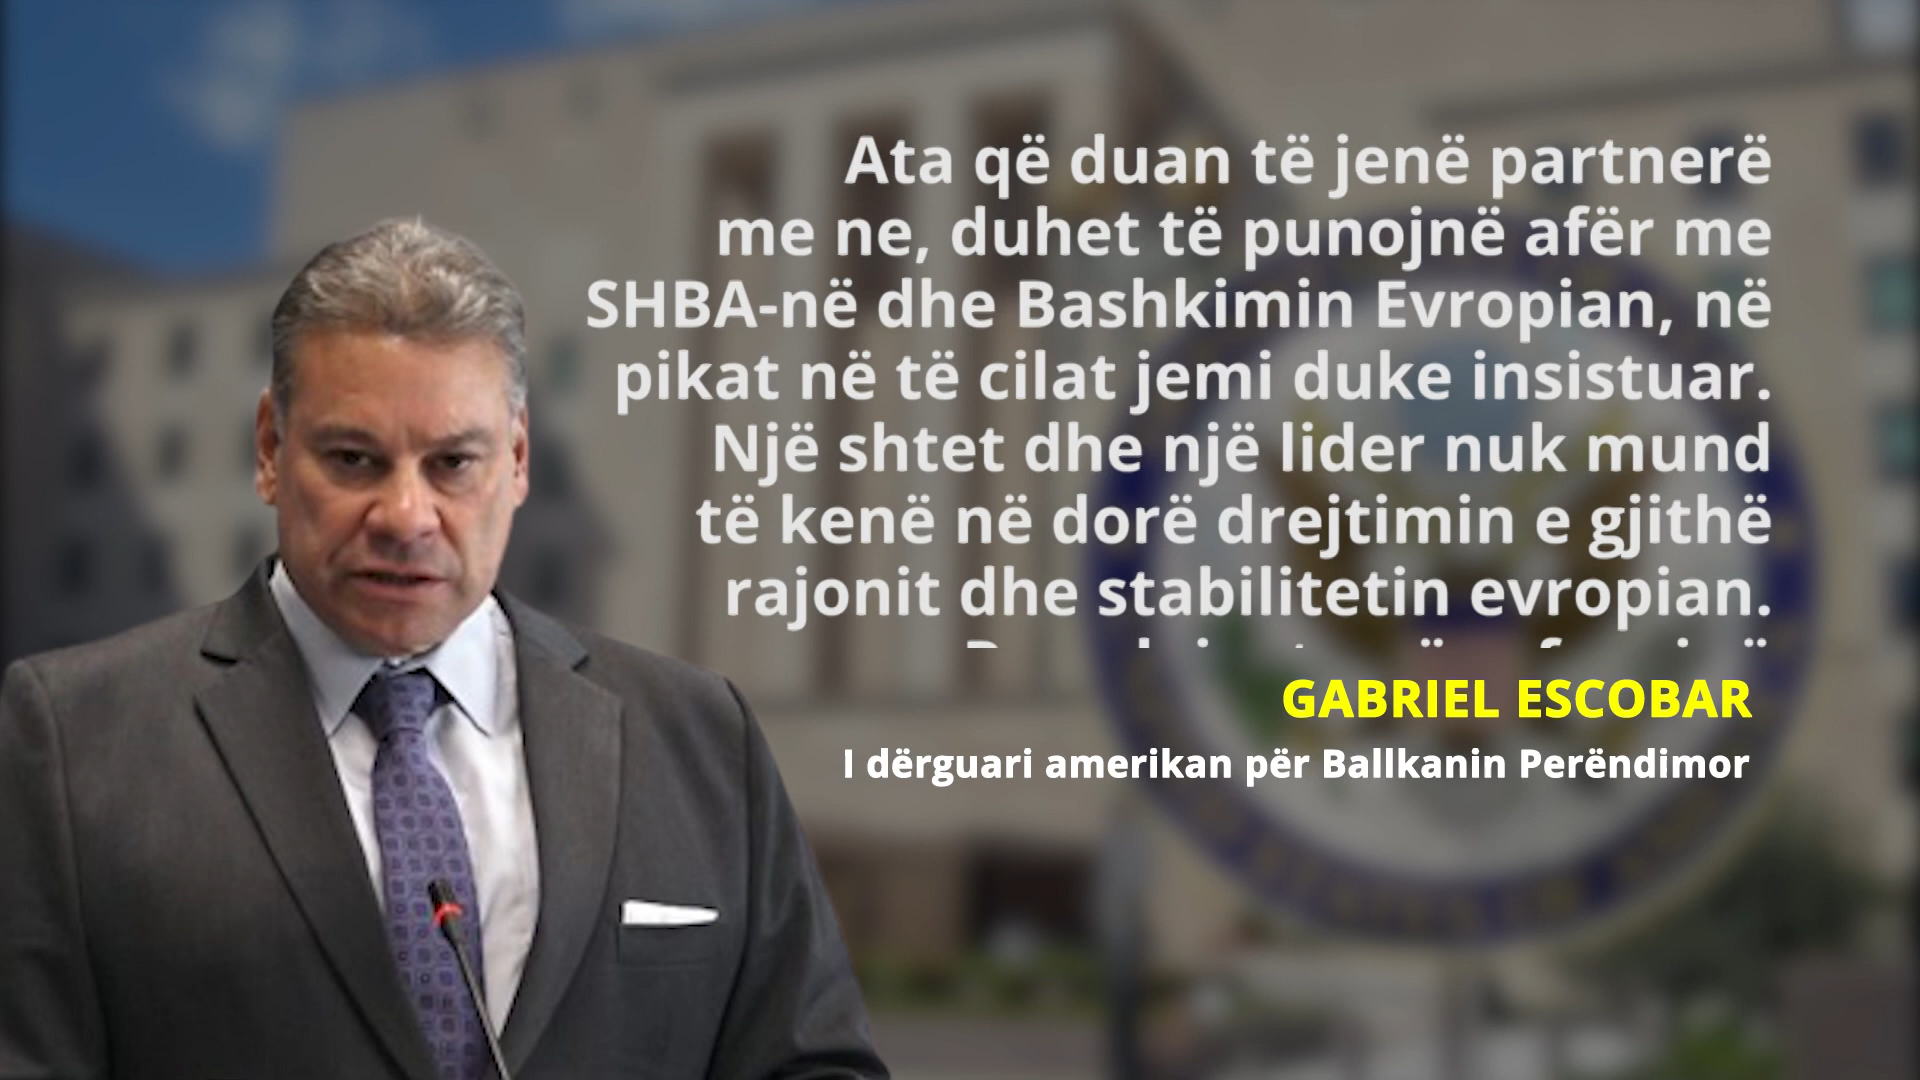 Ata që duan të jenë partnerë
me ne, duhet të punojnë afër me
SHBA-në dhe Bashkimin Evropian, në
pikat në të cilat jemi duke insistuar.
Një shtet dhe një lider nuk mund
të kenë në dorë drejtimin e gjithë
rajonit dhe stabilitetin evropian.
GABRIEL ESCOBAR
I dërguari amerikan për Ballkanin Perëndimor